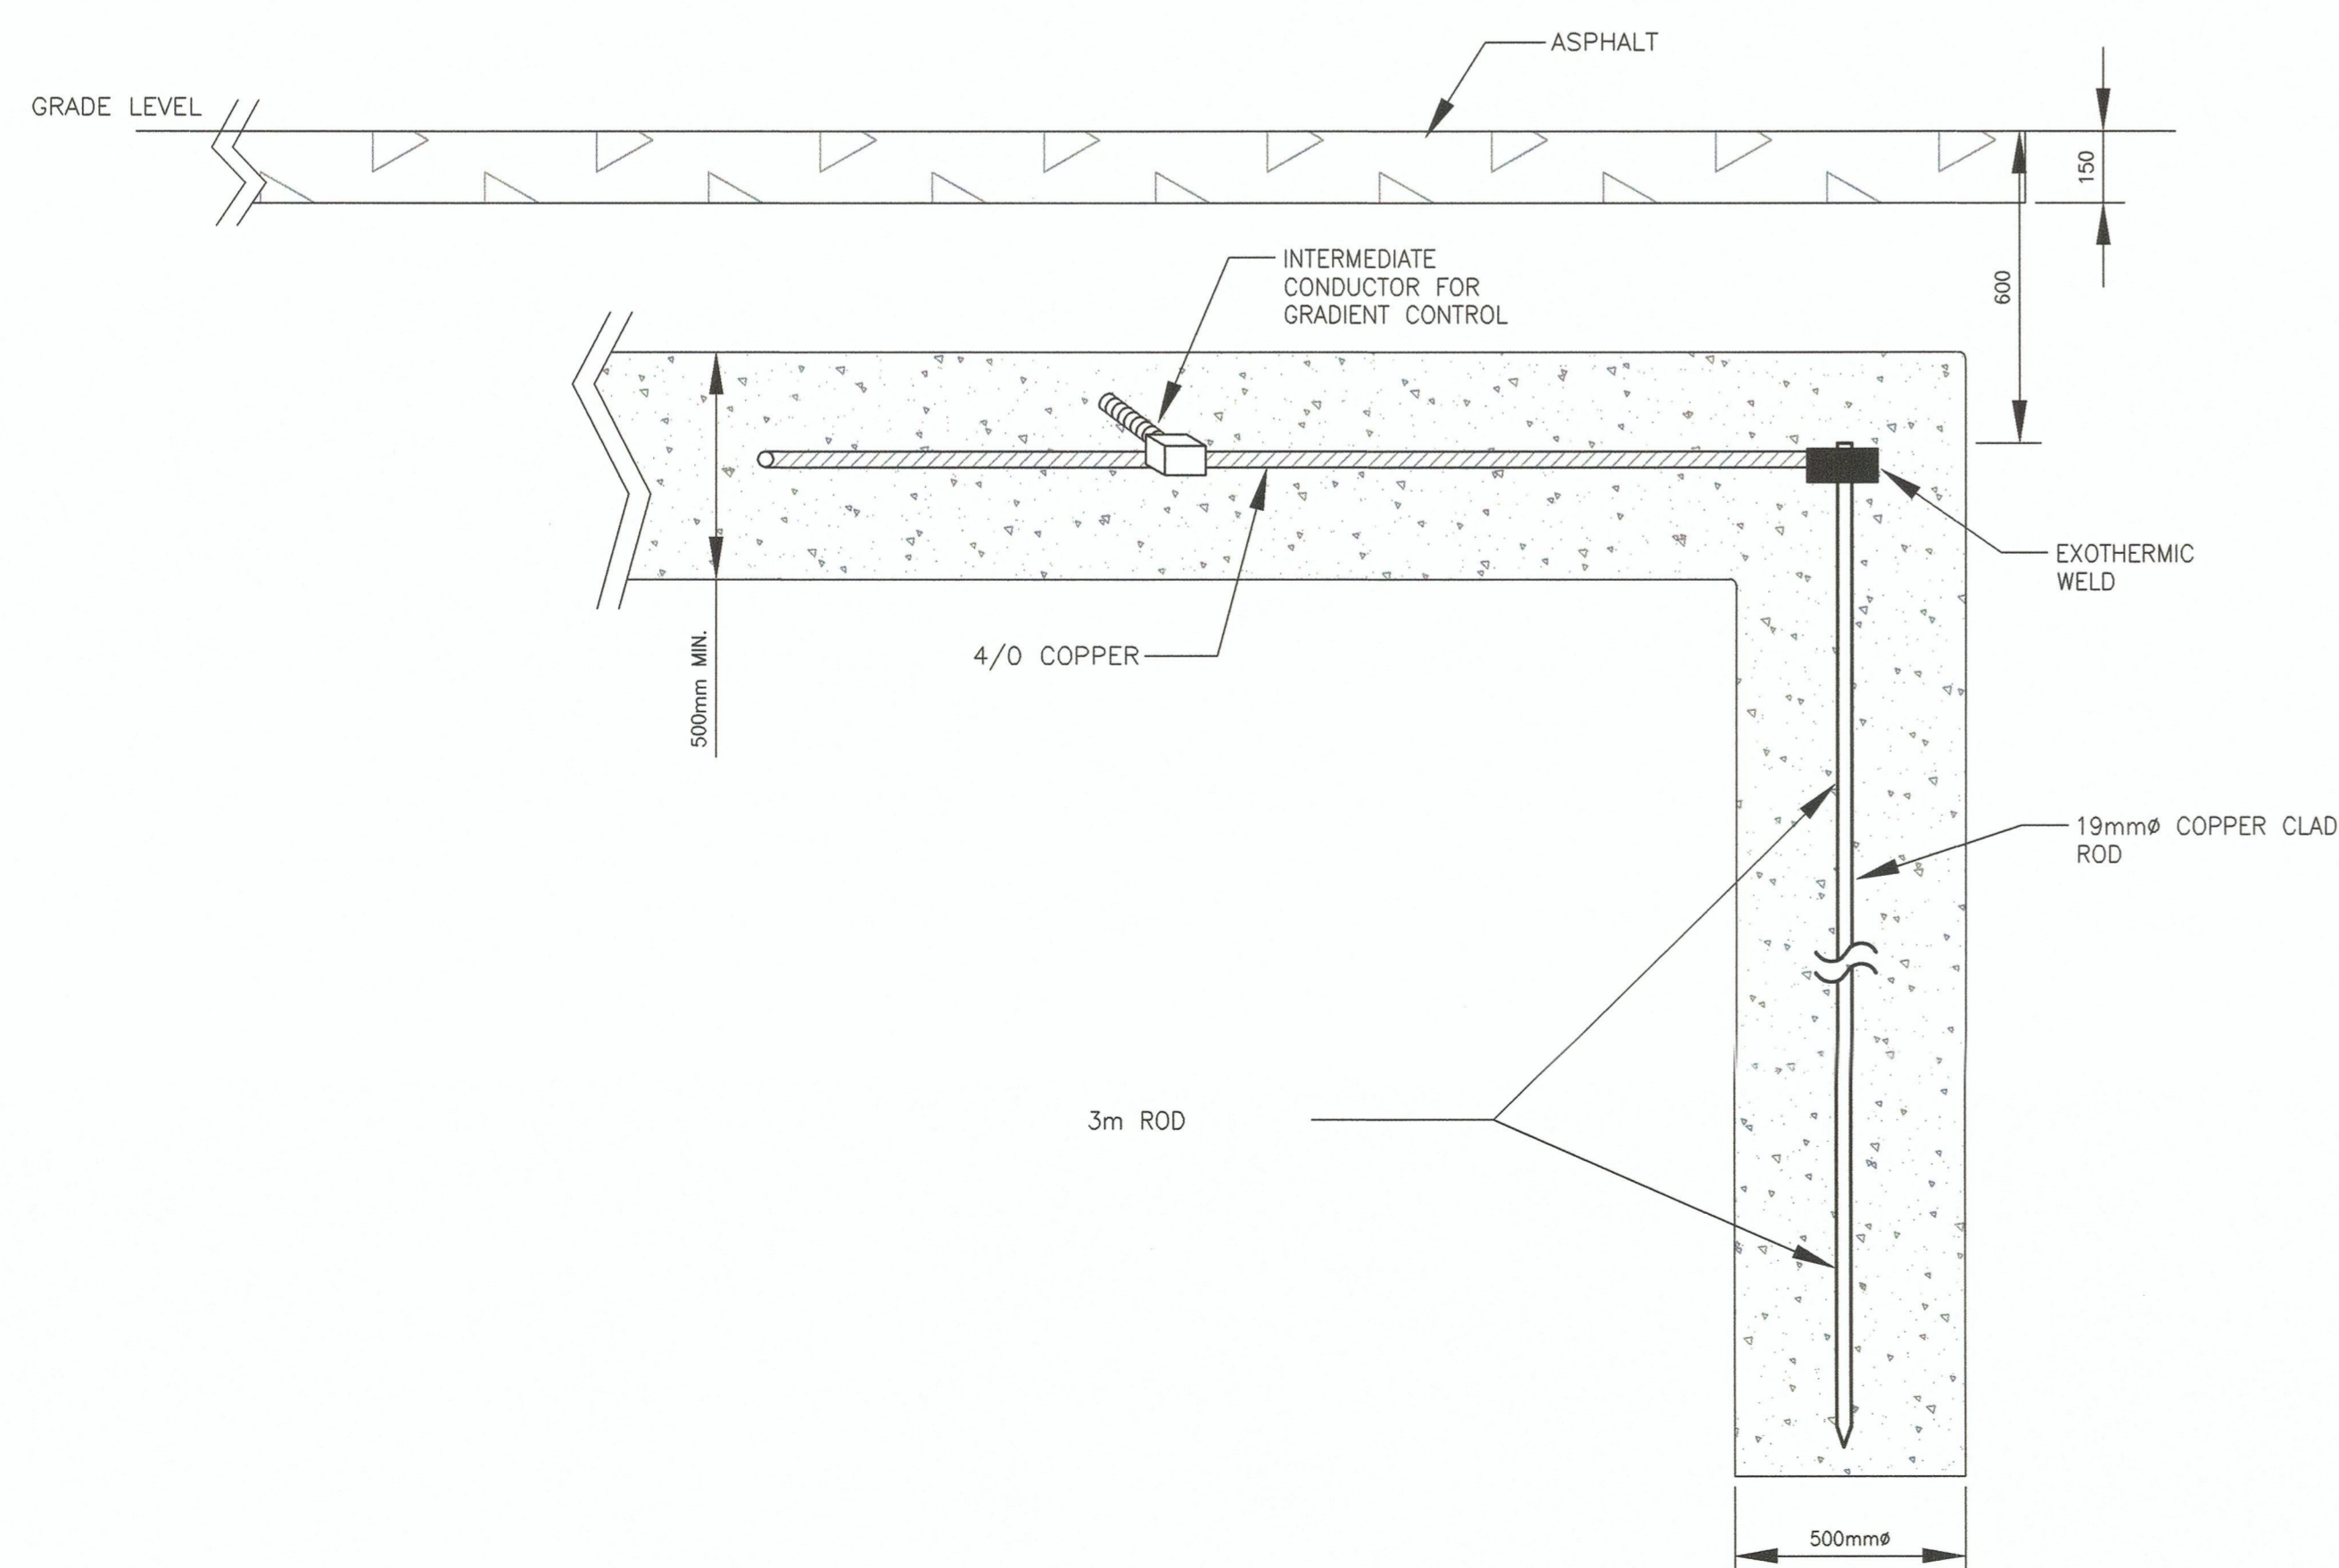 ASPHALT
GRADE LEVEL
150
INTERMEDIATE
CONDUCTOR FOR
GRADIENT CONTROL
600
EXOTHERMIC
WELD
500mm MIN.
4/0 COPPER
19mmø COPPER CLAD
ROD
3m ROD
500mmø